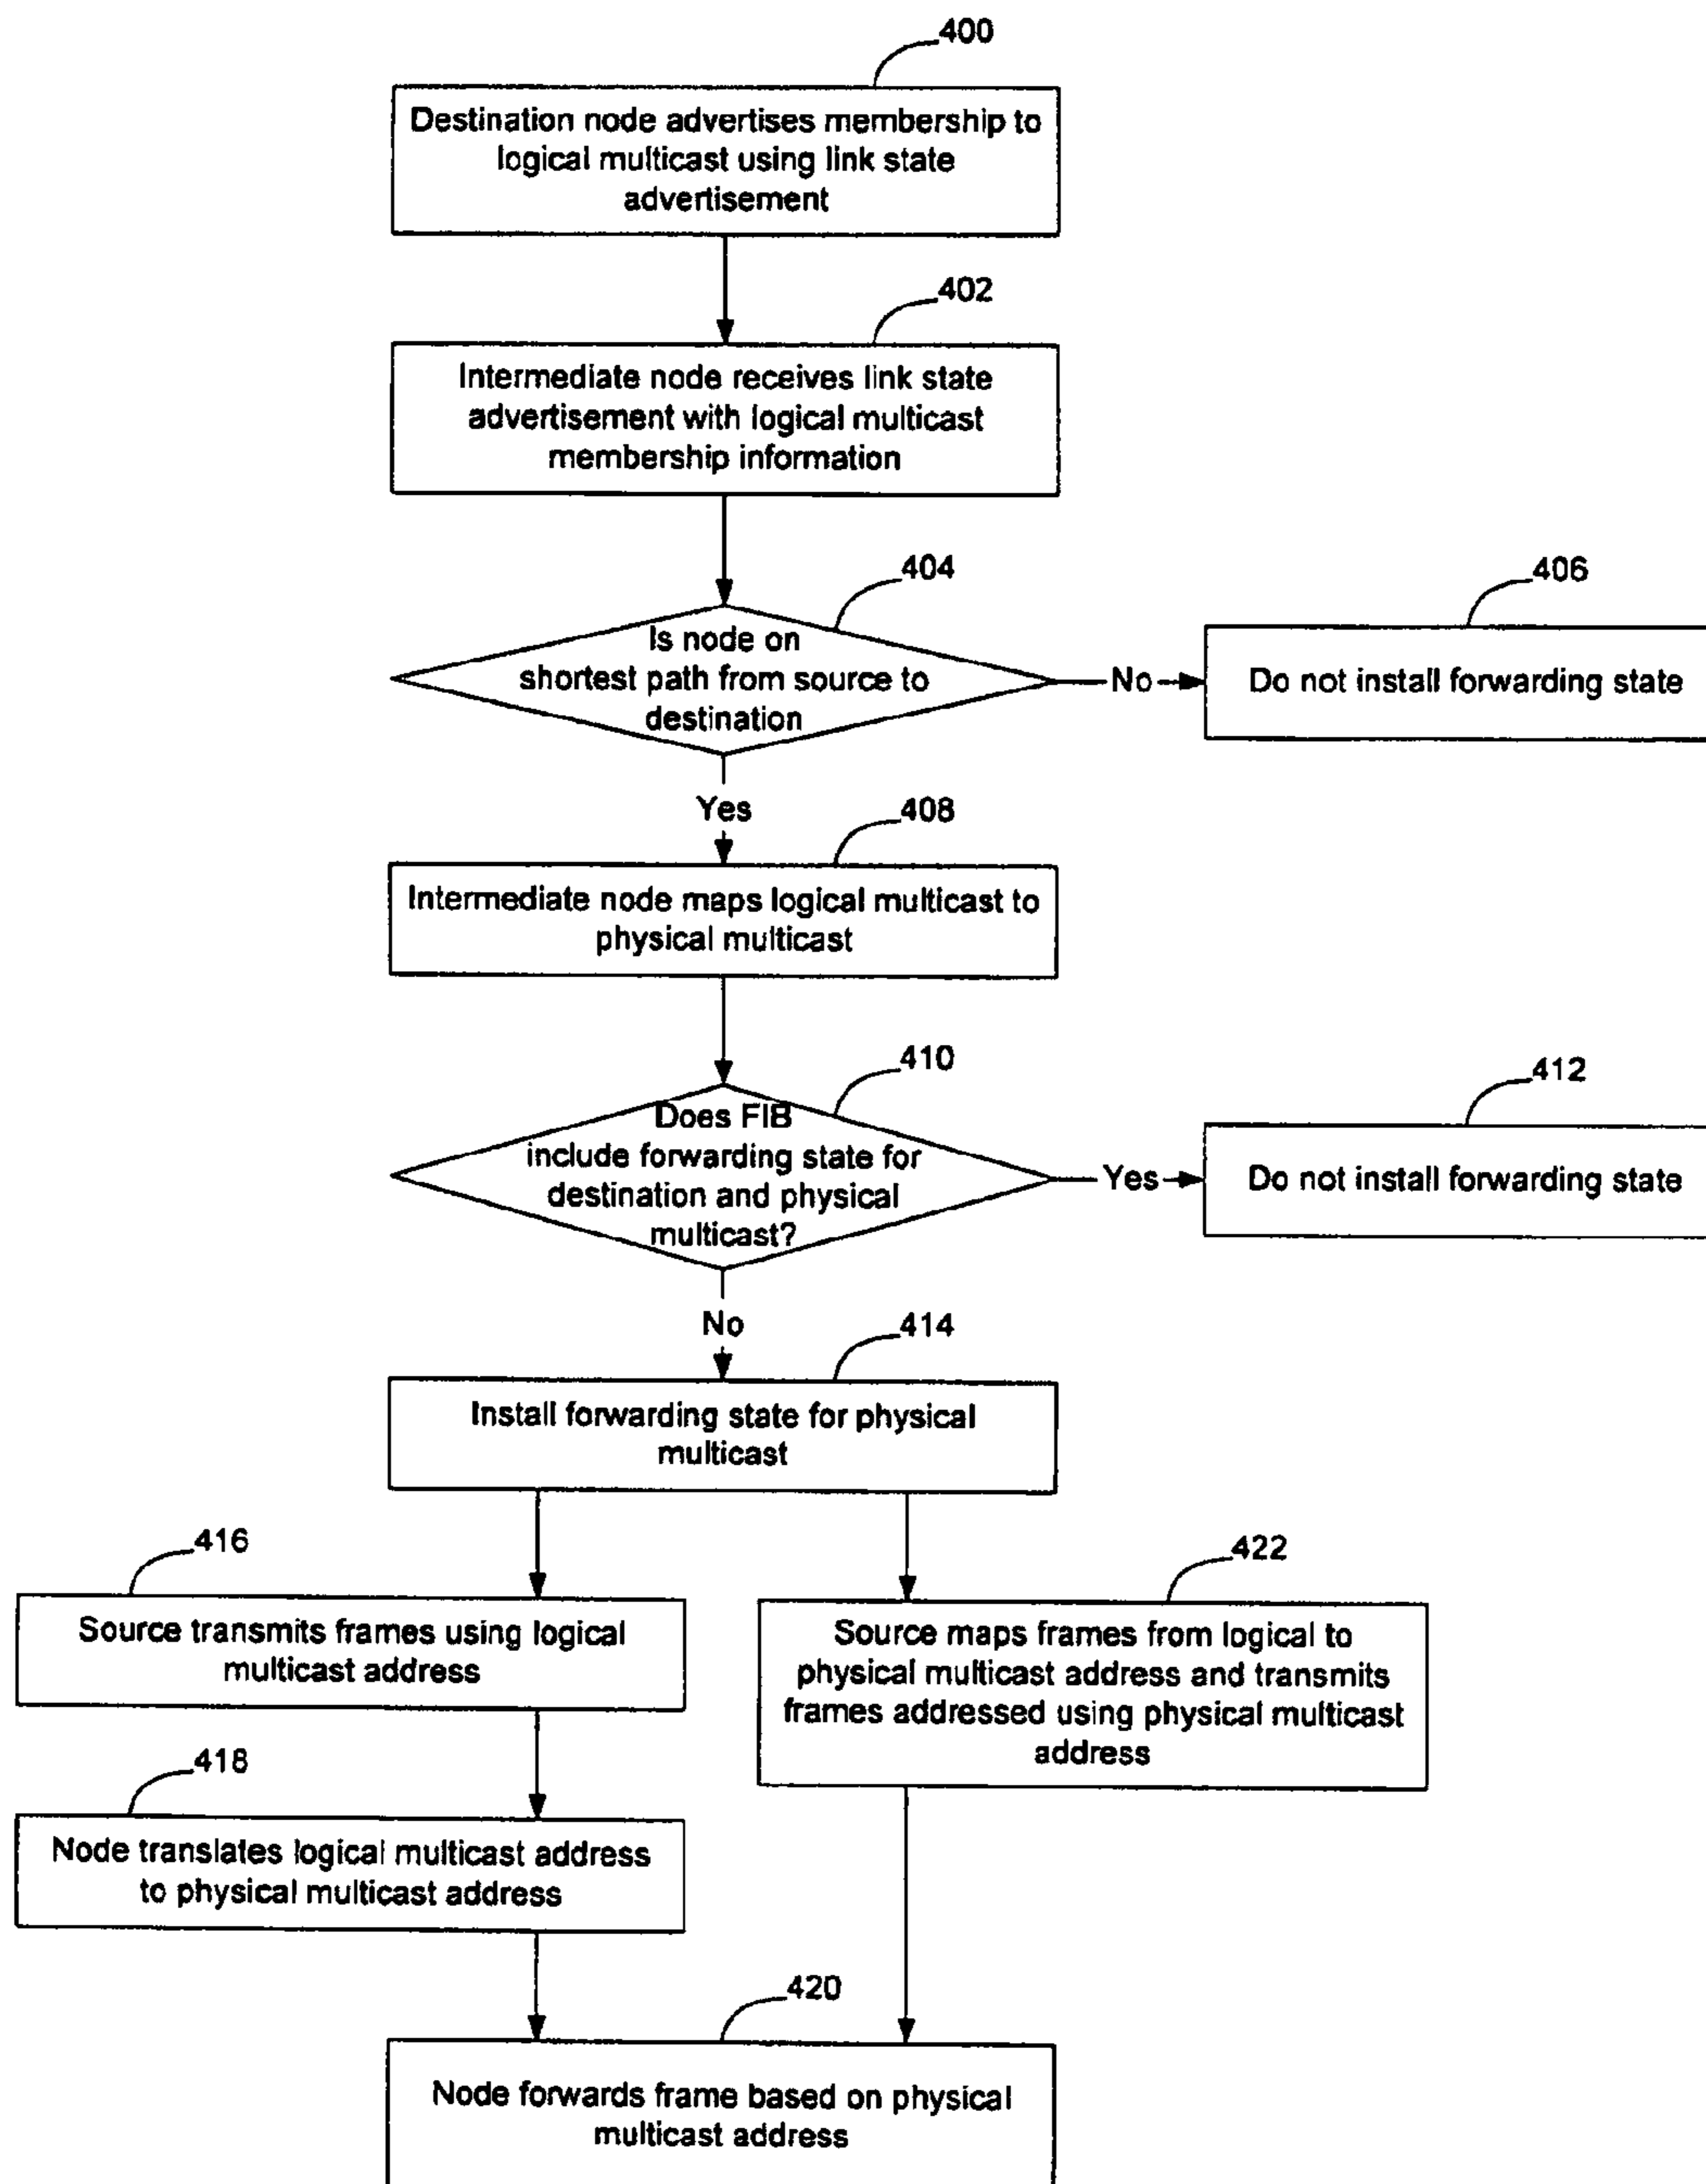 400
Destination node advertises membership to
logical multicast using link state
advertisement
402
Intermediate node receives link state
advertisement with logical multicast
membership information
404
Is node on
shortest path from source to
destination
No
406
Do not install forwarding state
Yes
408
Intermediate node maps logical multicast to
physical multicast
410
Does FIB
include forwarding state for
destination and physical
multicast?
Yes
412
Do not install forwarding state
No
414
Install forwarding state for physical
multicast
416
Source transmits frames using logical
multicast address
418
Node translates logical multicast address
to physical multicast address
422
Source maps frames from logical to
physical multicast address and transmits
frames addressed using physical multicast
address
420
Node forwards frame based on physical
multicast address